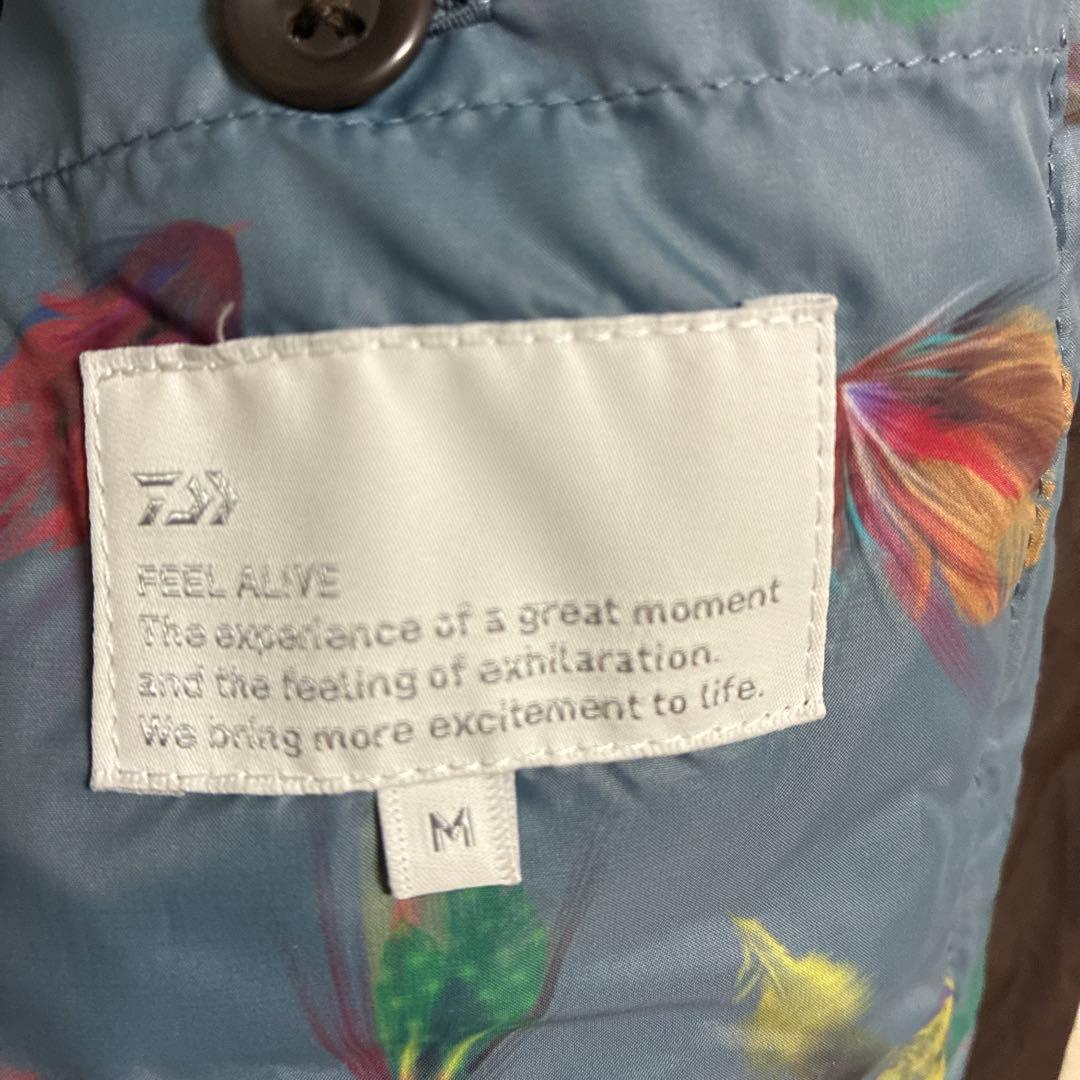 FEEL ALIVE
The experience of a great moment
and the feeling of exhilaration.
We bring more excitement to life.
M